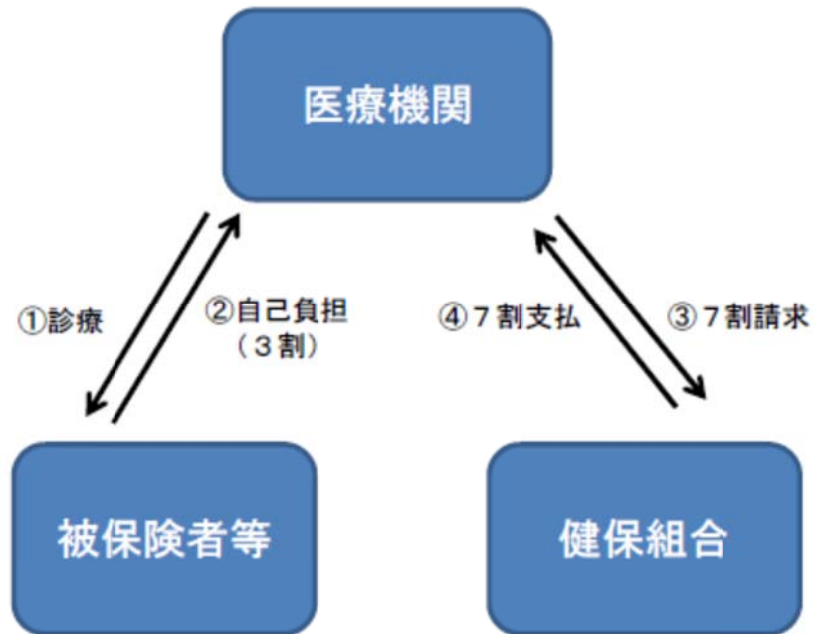 医療機関
①診療
②自己負担
（３割）
④７割支払
③７割請求
被保険者等
健保組合